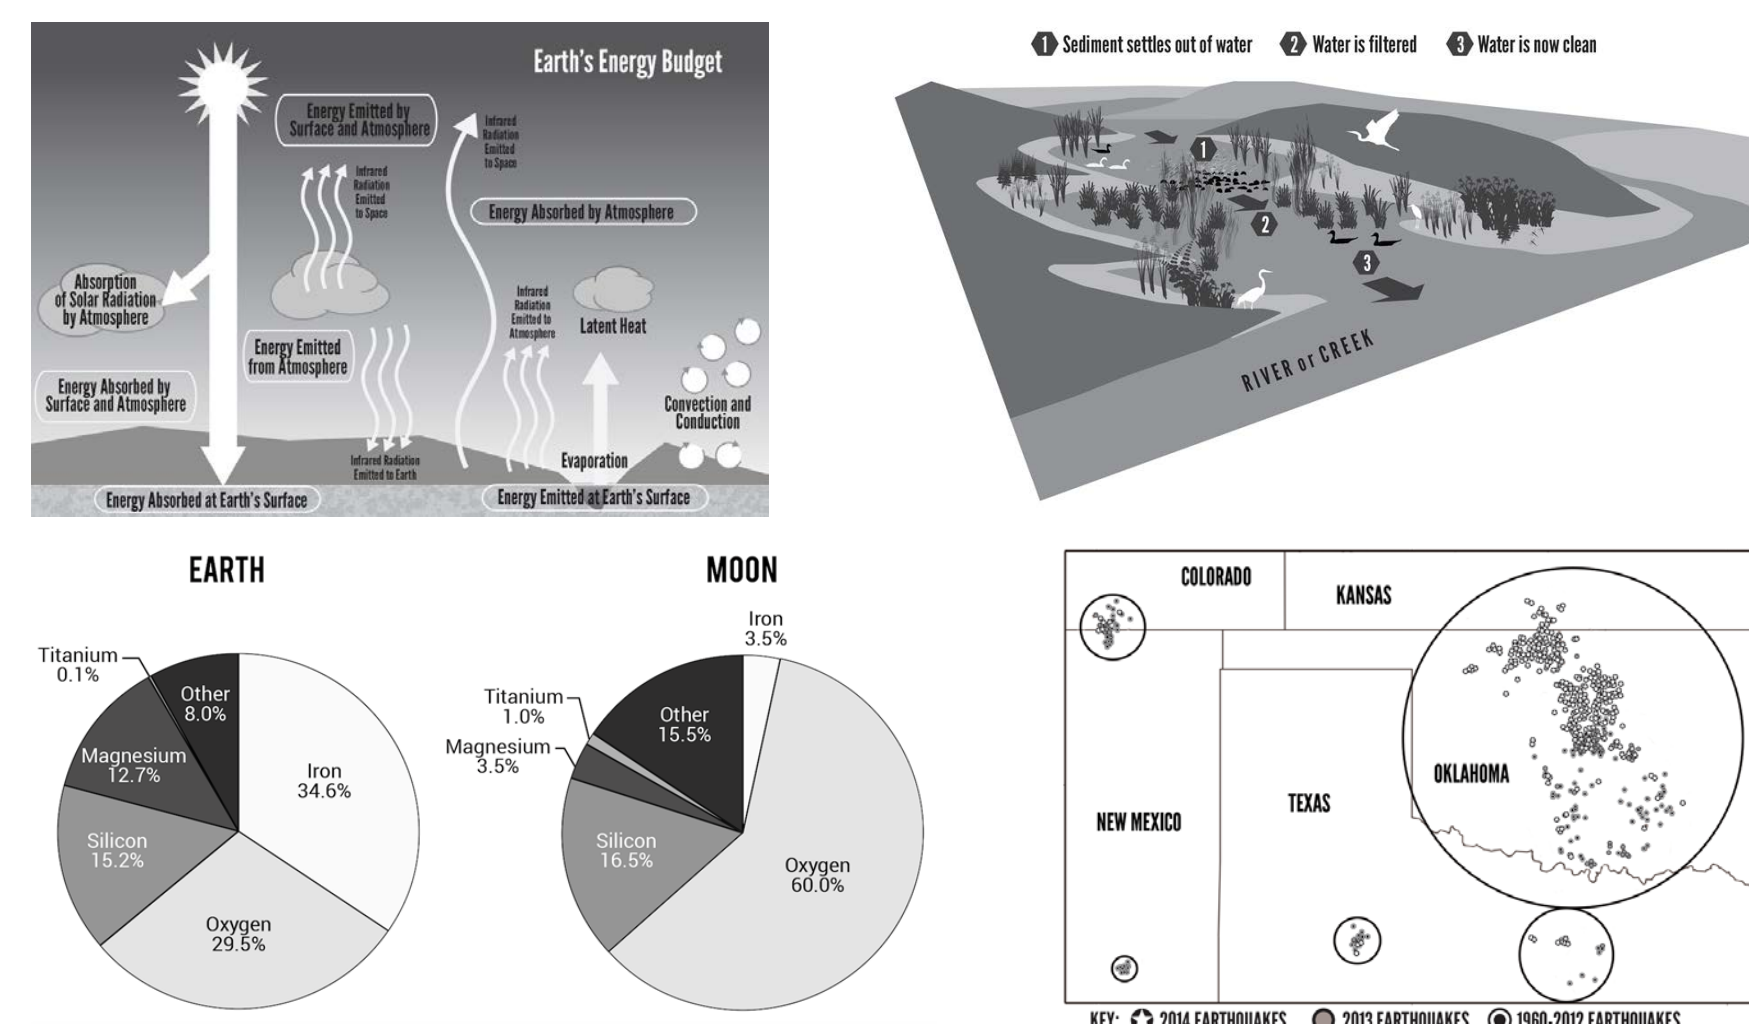 Earth's Energy Budget
Energy Emitted by
Surface and Atmosphere
Infrared
Radiation
Emitted
to Space
Infrared
Radiation
Emitted
to Space
Energy Absorbed by Atmosphere
Absorption
of Solar Radiation
by Atmosphere
Infrared
Radiation
Emitted to
Atmosphere
Latent Heat
Energy Emitted
from Atmosphere
Energy Absorbed by
Surface and Atmosphere
Convection and
Conduction
Infrared Radiation
Emitted to Earth
Evaporation
Energy Absorbed at Earth's Surface
Energy Emitted at Earth's Surface
1 Sediment settles out of water 2 Water is filtered 3 Water is now clean
1
2
3
RIVER or CREEK
EARTH
Titanium
0.1%
Other
8.0%
Magnesium
12.7%
Iron
34.6%
Silicon
15.2%
Oxygen
29.5%
MOON
Iron
3.5%
Titanium
1.0%
Other
15.5%
Magnesium
3.5%
Silicon
16.5%
Oxygen
60.0%
COLORADO
KANSAS
OKLAHOMA
TEXAS
NEW MEXICO
KEY: 2014 EARTHQUAKES 2013 EARTHQUAKES 1960-2012 EARTHQUAKES